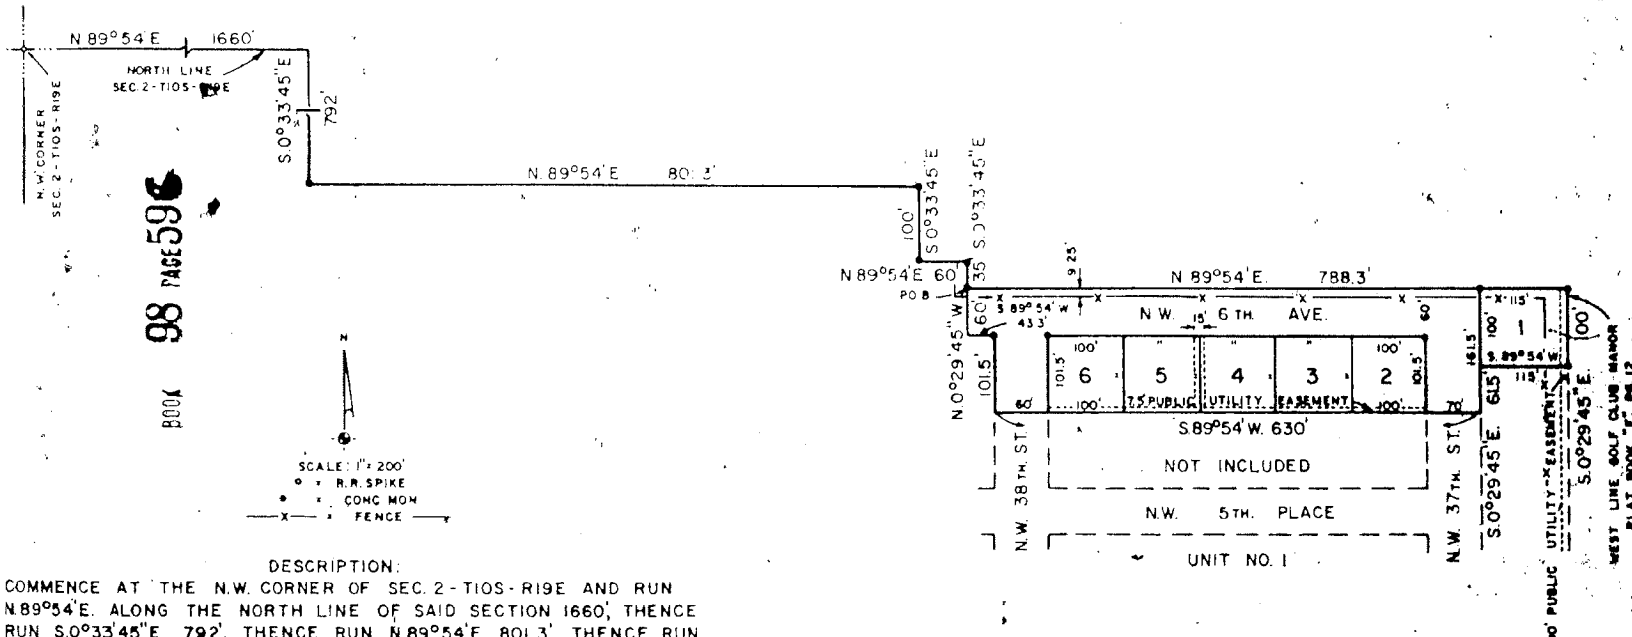 N 89°54'E 1660'
NORTH LINE
SEC. 2-T10S-R19E
N.W. CORNER
SEC. 2-T10S-R19E
S.0°33'45"E
792'
N.89°54'E 801.3'
100'
S 0°33'45"E
S.0°33'45"E
N 89°54'E 60'
35'
P O B
9.25'
N 89°54'E. 788.3'
S 89°54'W
43.3'
60'
N.W. 6TH. AVE.
15'
60'
N.0°29'45"W
101.5'
100' " " " 100'
101.5' 6 5 4 3 2 101.5'
100' 7.5' PUBLIC UTILITY EASEMENT 100'
60' 70'
S.89°54'W. 630'
161.5'
115'
100' 1 100'
S. 89°54'W
115'
61.5'
S.0°29'45"E.
S.0°29'45"E.
WEST LINE GOLF CLUB MANOR
PLAT BOOK "F" PG 12
PUBLIC UTILITY EASEMENT
N.W. 38TH. ST.
N.W. 37TH. ST.
NOT INCLUDED
N.W. 5TH. PLACE
UNIT NO. 1
BOOK 98 PAGE 596
N
SCALE: 1" = 200'
= R.R. SPIKE
= CONC MON
X = FENCE X
DESCRIPTION:
COMMENCE AT THE N.W. CORNER OF SEC. 2-T10S-R19E AND RUN
N.89°54'E. ALONG THE NORTH LINE OF SAID SECTION 1660', THENCE
RUN S.0°33'45"E 792', THENCE RUN N.89°54'E 801.3' THENCE RUN